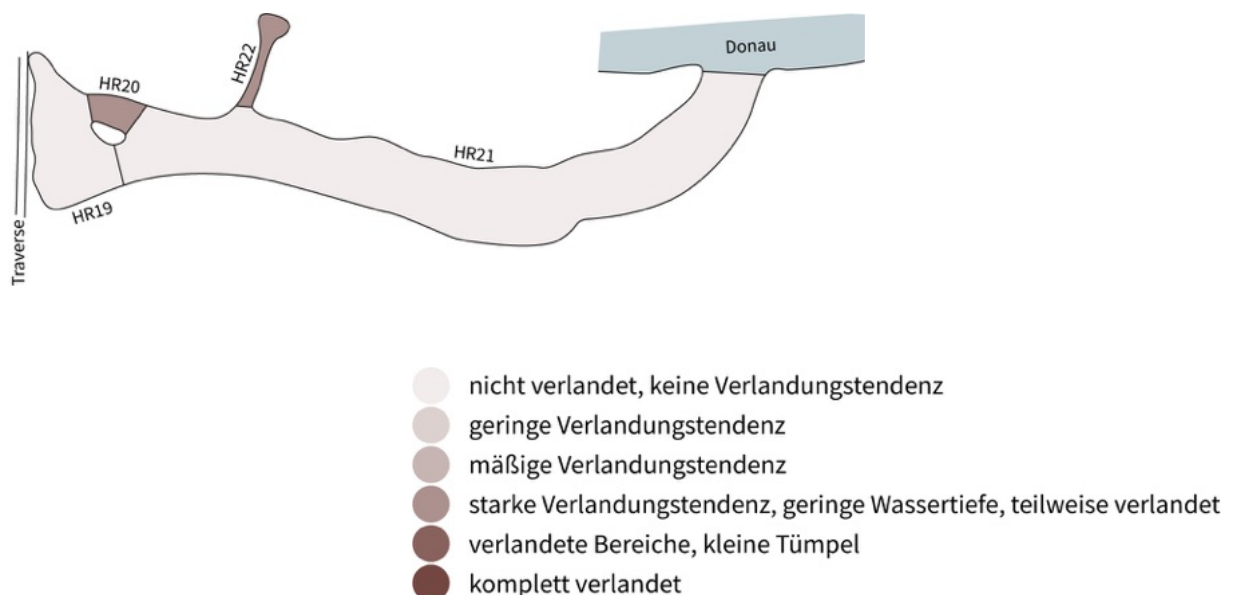 Donau
HR20
HR22
HR21
HR19
Traverse
nicht verlandet, keine Verlandungstendenz
geringe Verlandungstendenz
mäßige Verlandungstendenz
starke Verlandungstendenz, geringe Wassertiefe, teilweise verlandet
verlandete Bereiche, kleine Tümpel
komplett verlandet